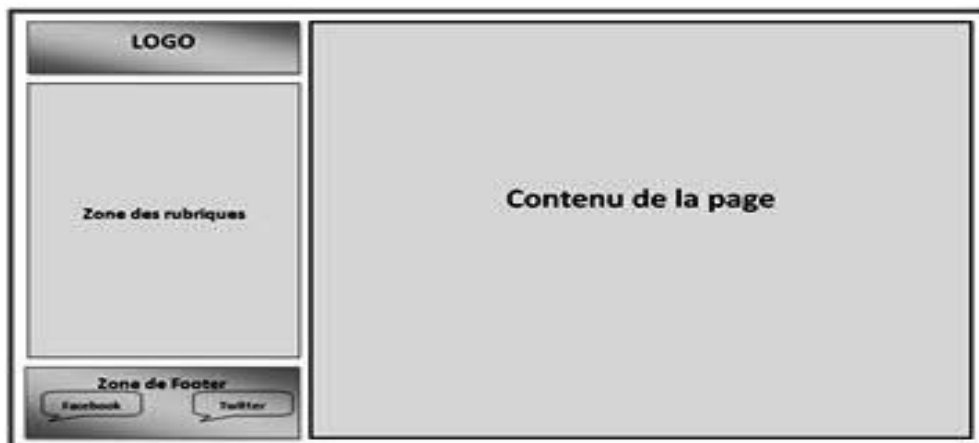 LOGO
Zone des rubriques
Contenu de la page
Zone de Footer
Facebook
Twitter